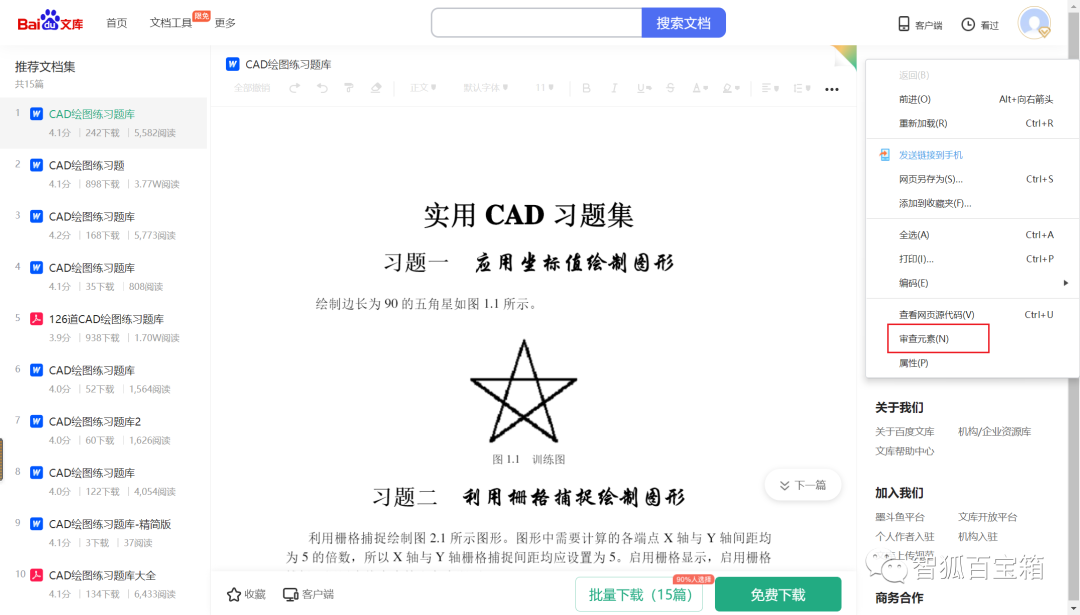 Bai du 文库
首页
文档工具
限免
更多
搜索文档
客户端
看过
推荐文档集
共15篇
1 W CAD绘图练习题库
4.1分 | 242下载 | 5,582阅读
2 W CAD绘图练习题
4.1分 | 898下载 | 3.77W阅读
3 W CAD绘图练习题库
4.2分 | 168下载 | 5,773阅读
4 W CAD绘图练习题库
4.1分 | 35下载 | 808阅读
5 126道CAD绘图练习题库
3.9分 | 938下载 | 1.70W阅读
6 W CAD绘图练习题库
4.0分 | 52下载 | 1,564阅读
7 W CAD绘图练习题库2
4.0分 | 60下载 | 1,626阅读
8 W CAD绘图练习题库
4.0分 | 122下载 | 4,054阅读
9 W CAD绘图练习题库-精简版
4.1分 | 3下载 | 37阅读
10 CAD绘图练习题库大全
4.1分 | 134下载 | 6,433阅读
W CAD绘图练习题库
全部撤销 正文 默认字体 11 B I U S A
实用 CAD 习题集
习题一 应用坐标值绘制图形
绘制边长为 90 的五角星如图 1.1 所示。
图 1.1 训练图
习题二 利用栅格捕捉绘制图形
利用栅格捕捉绘制图 2.1 所示图形。图形中需要计算的各端点 X 轴与 Y 轴间距均
为 5 的倍数，所以 X 轴与 Y 轴栅格捕捉间距均应设置为 5。启用栅格显示，启用栅格
下一篇
收藏
客户端
批量下载（15篇）
90%人选择
免费下载
返回(B)
前进(O) Alt+向右箭头
重新加载(R) Ctrl+R
发送链接到手机
网页另存为(S)... Ctrl+S
添加到收藏夹(F)...
全选(A) Ctrl+A
打印(I)... Ctrl+P
编码(E)
查看网页源代码(V) Ctrl+U
审查元素(N)
属性(P)
关于我们
关于百度文库 机构/企业资源库
文库帮助中心
加入我们
墨斗鱼平台 文库开放平台
个人作者入驻 机构入驻
上传规范
智狐百宝箱
商务合作